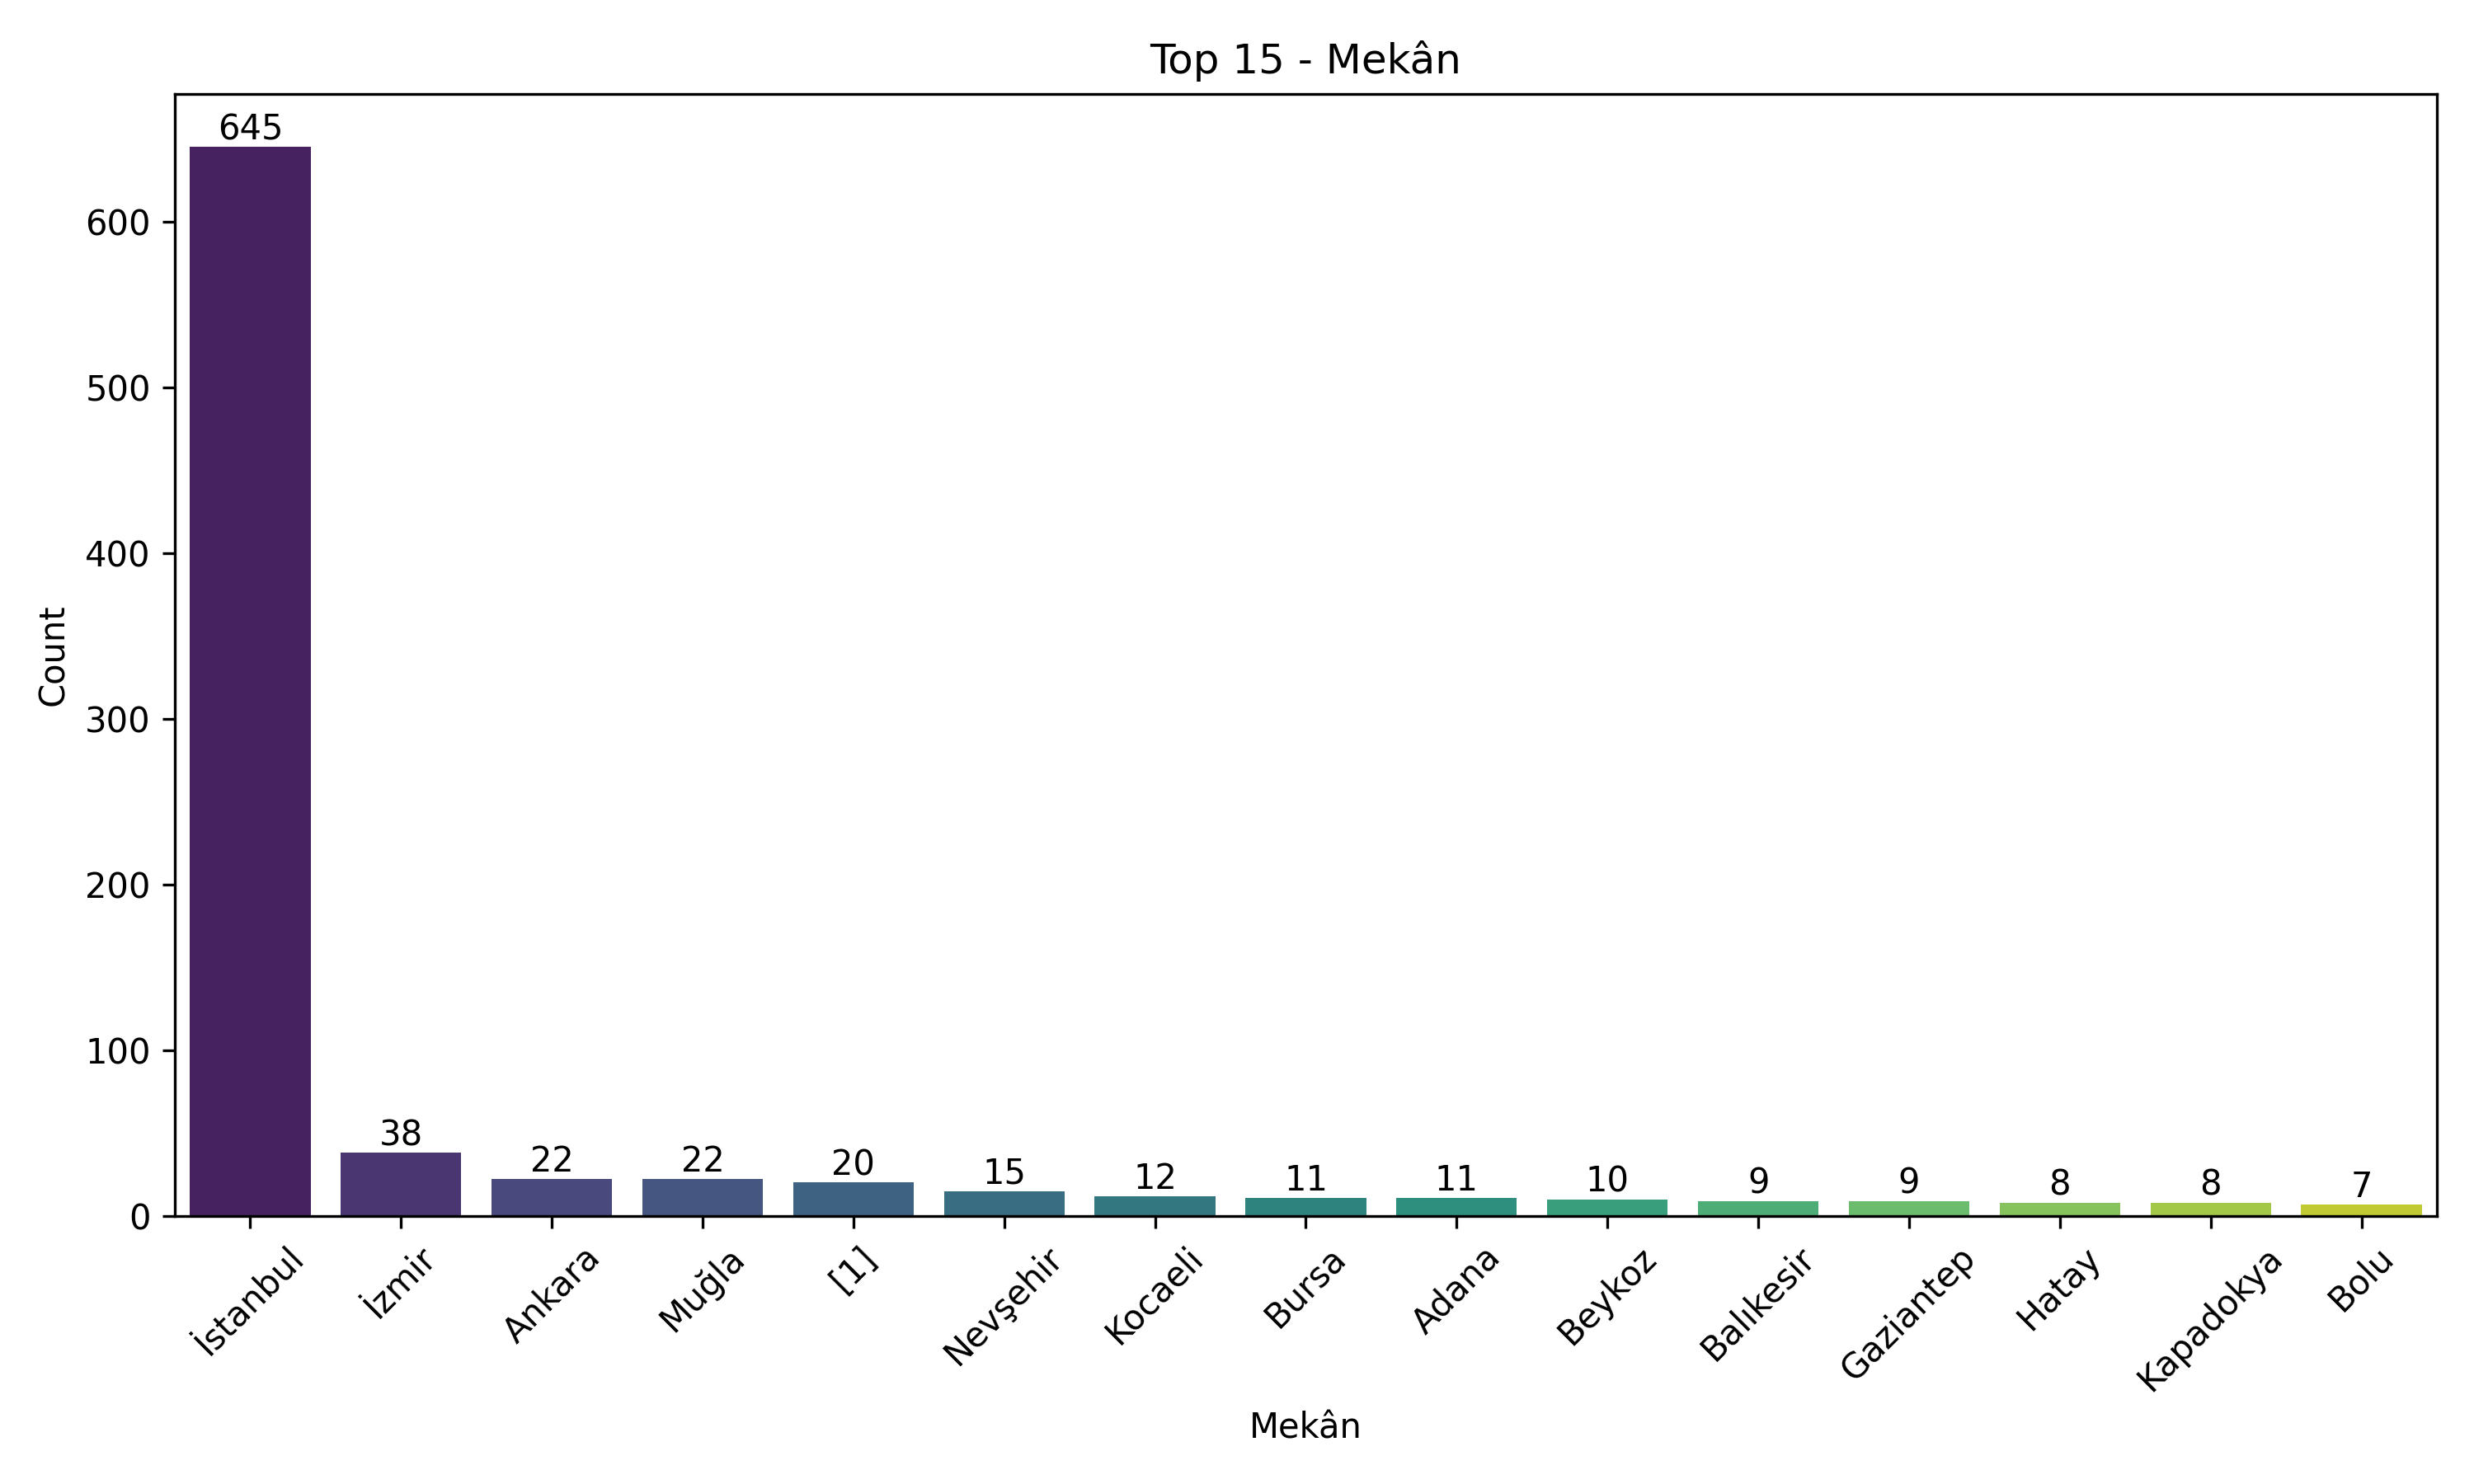 Top 15 - Mekân
645
38
22
22
20
15
12
11
11
10
9
9
8
8
7
600
500
400
300
200
100
0
Count
İstanbul
İzmir
Ankara
Muğla
[1]
Nevşehir
Kocaeli
Bursa
Adana
Beykoz
Balıkesir
Gaziantep
Hatay
Kapadokya
Bolu
Mekân